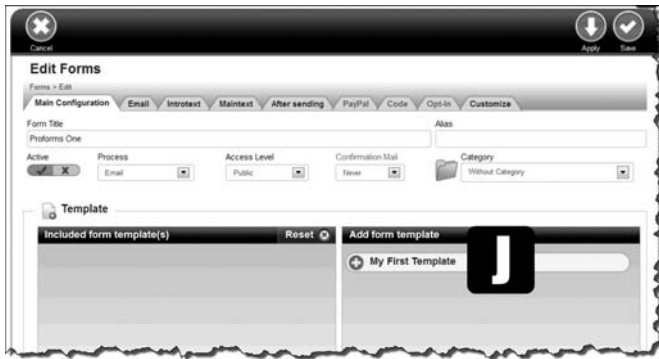 Cancel
Apply
Save
Edit Forms
Forms > Edit
Main Configuration
Email
Introtext
Maintext
After sending
PayPal
Code
Opt-In
Customize
Form Title
Alias
Proforms One
Active
Process
Access Level
Confirmation Mail
Category
X
Email
Public
Never
Without Category
Template
Included form template(s)
Reset
Add form template
My First Template
J